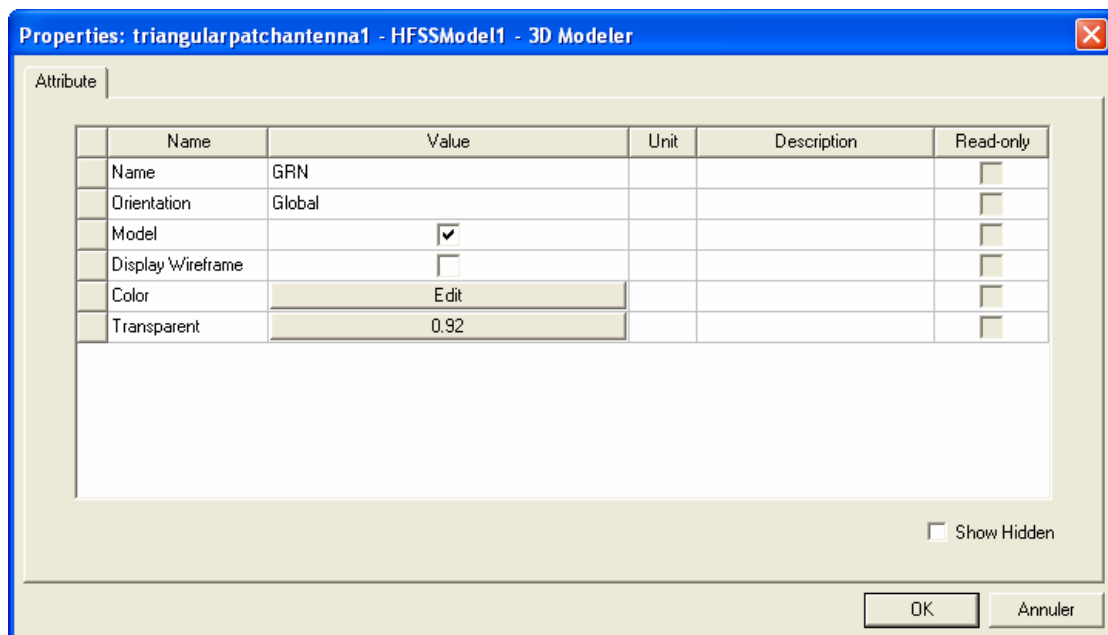 Properties: triangularpatchantenna1 - HFSSModel1 - 3D Modeler
Attribute
Name Value Unit Description Read-only
Name GRN
Orientation Global
Model
Display Wireframe
Color Edit
Transparent 0.92
Show Hidden
OK Annuler